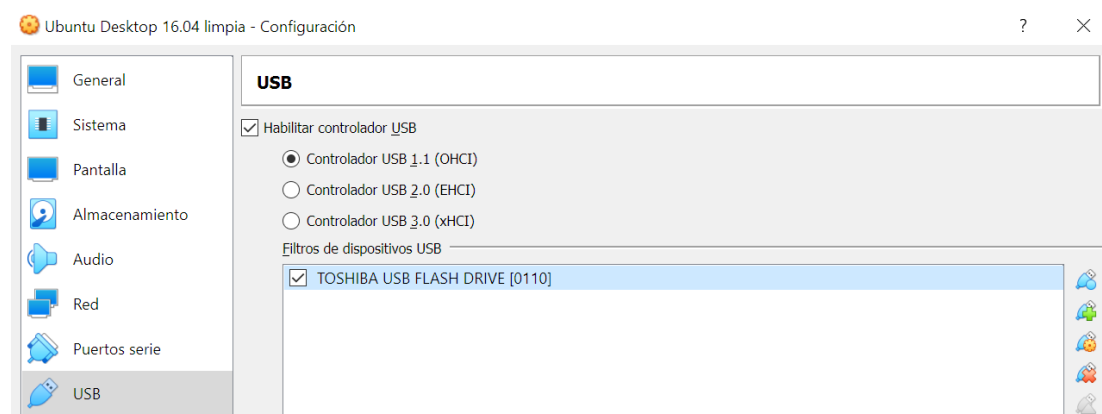 Ubuntu Desktop 16.04 limpia - Configuración ?
General
USB
Sistema
Habilitar controlador USB
Controlador USB 1.1 (OHCI)
Pantalla
Controlador USB 2.0 (EHCI)
Almacenamiento
Controlador USB 3.0 (xHCI)
Filtros de dispositivos USB
Audio
TOSHIBA USB FLASH DRIVE [0110]
Red
Puertos serie
USB